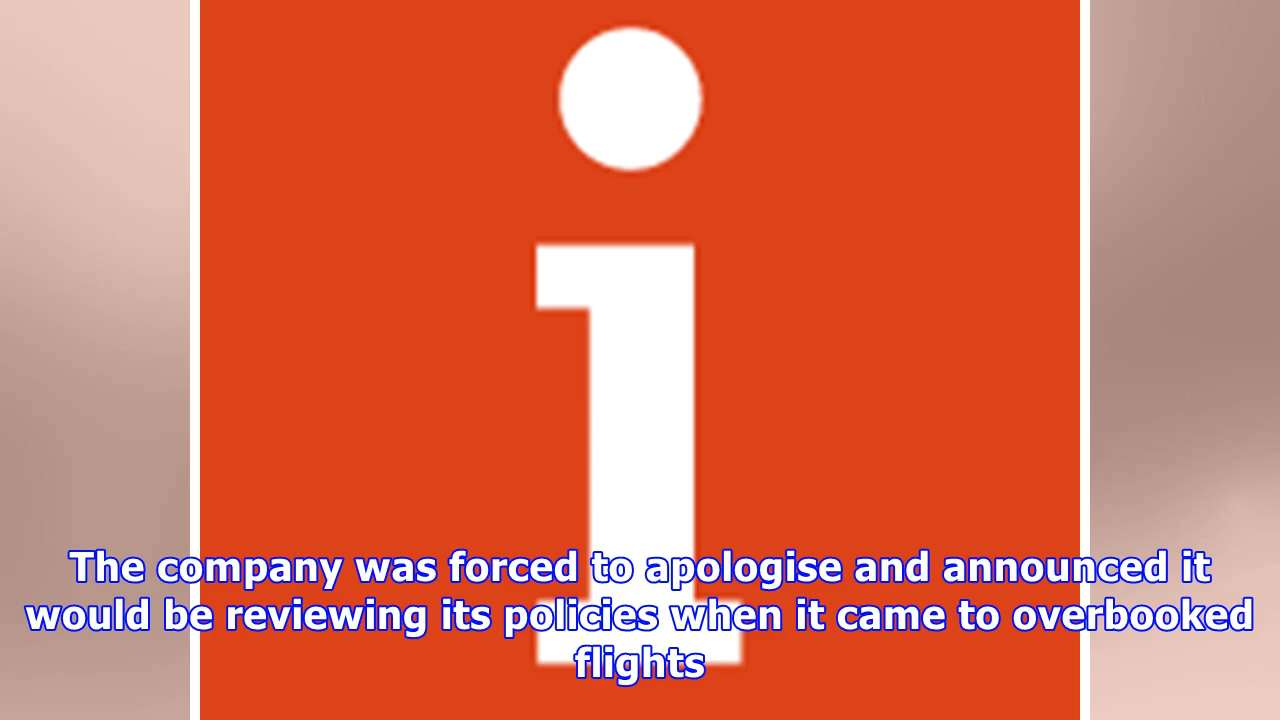 i
The company was forced to apologise and announced it
would be reviewing its policies when it came to overbooked
flights